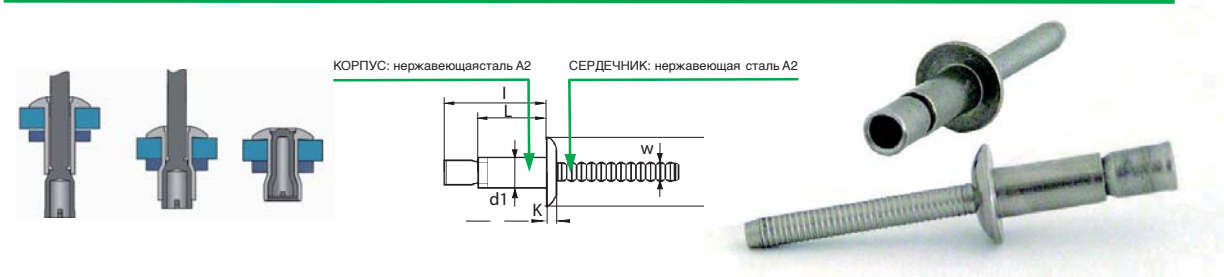 КОРПУС: нержавеющаясталь А2
СЕРДЕЧНИК: нержавеющая сталь А2
l
L
w
d1
K